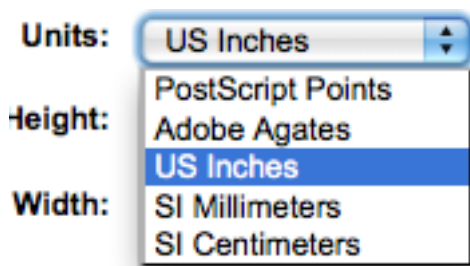 Units: US Inches
PostScript Points
Height: Adobe Agates
US Inches
Width: SI Millimeters
SI Centimeters